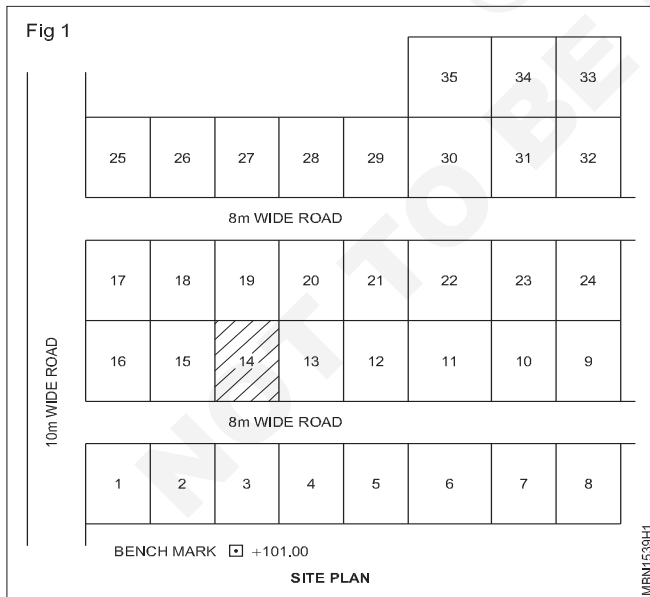 Fig 1
35 34 33
25 26 27 28 29 30 31 32
8m WIDE ROAD
17 18 19 20 21 22 23 24
16 15 14 13 12 11 10 9
10m WIDE ROAD
8m WIDE ROAD
1 2 3 4 5 6 7 8
BENCH MARK +101.00
SITE PLAN
MBN1539H1
NOT TO BE